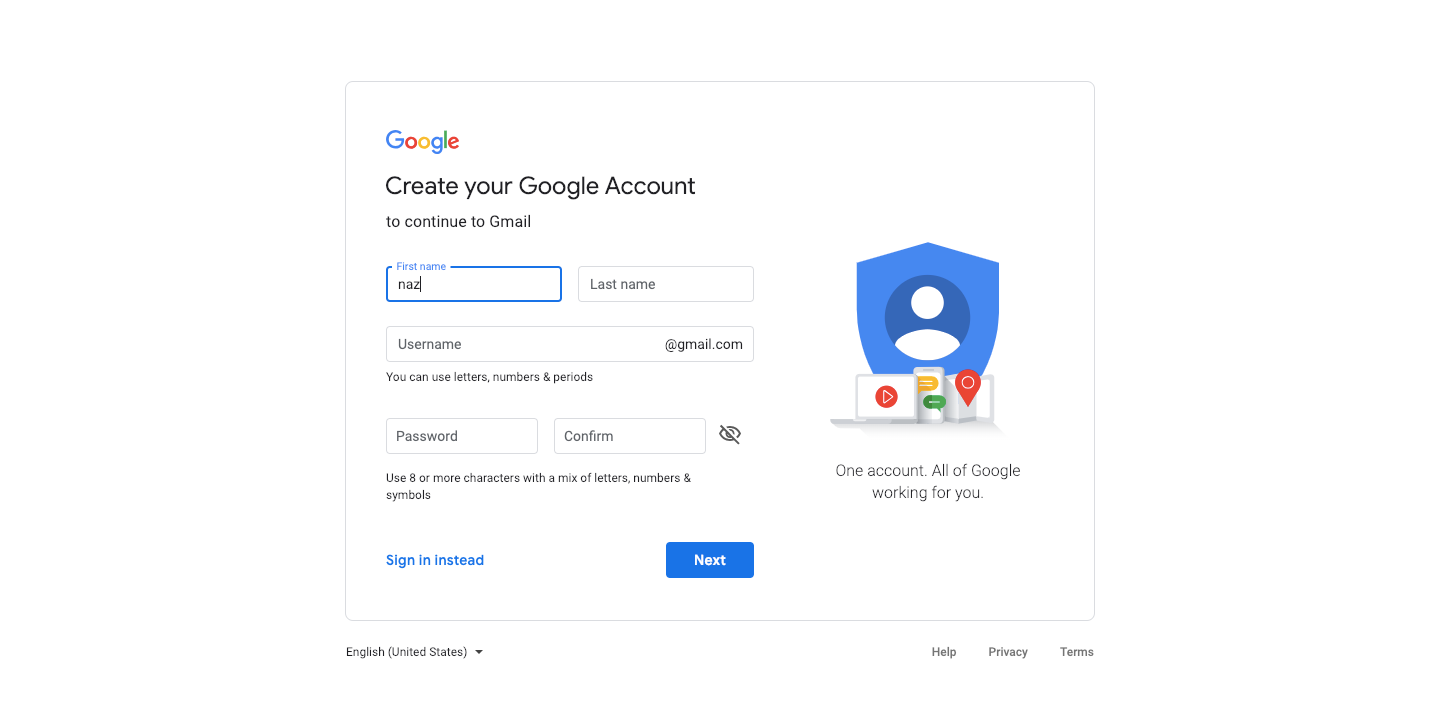 Google
Create your Google Account
to continue to Gmail
First name
naz
Last name
Username
@gmail.com
You can use letters, numbers & periods
Password
Confirm
Use 8 or more characters with a mix of letters, numbers &
symbols
Sign in instead
Next
One account. All of Google
working for you.
English (United States)
Help
Privacy
Terms